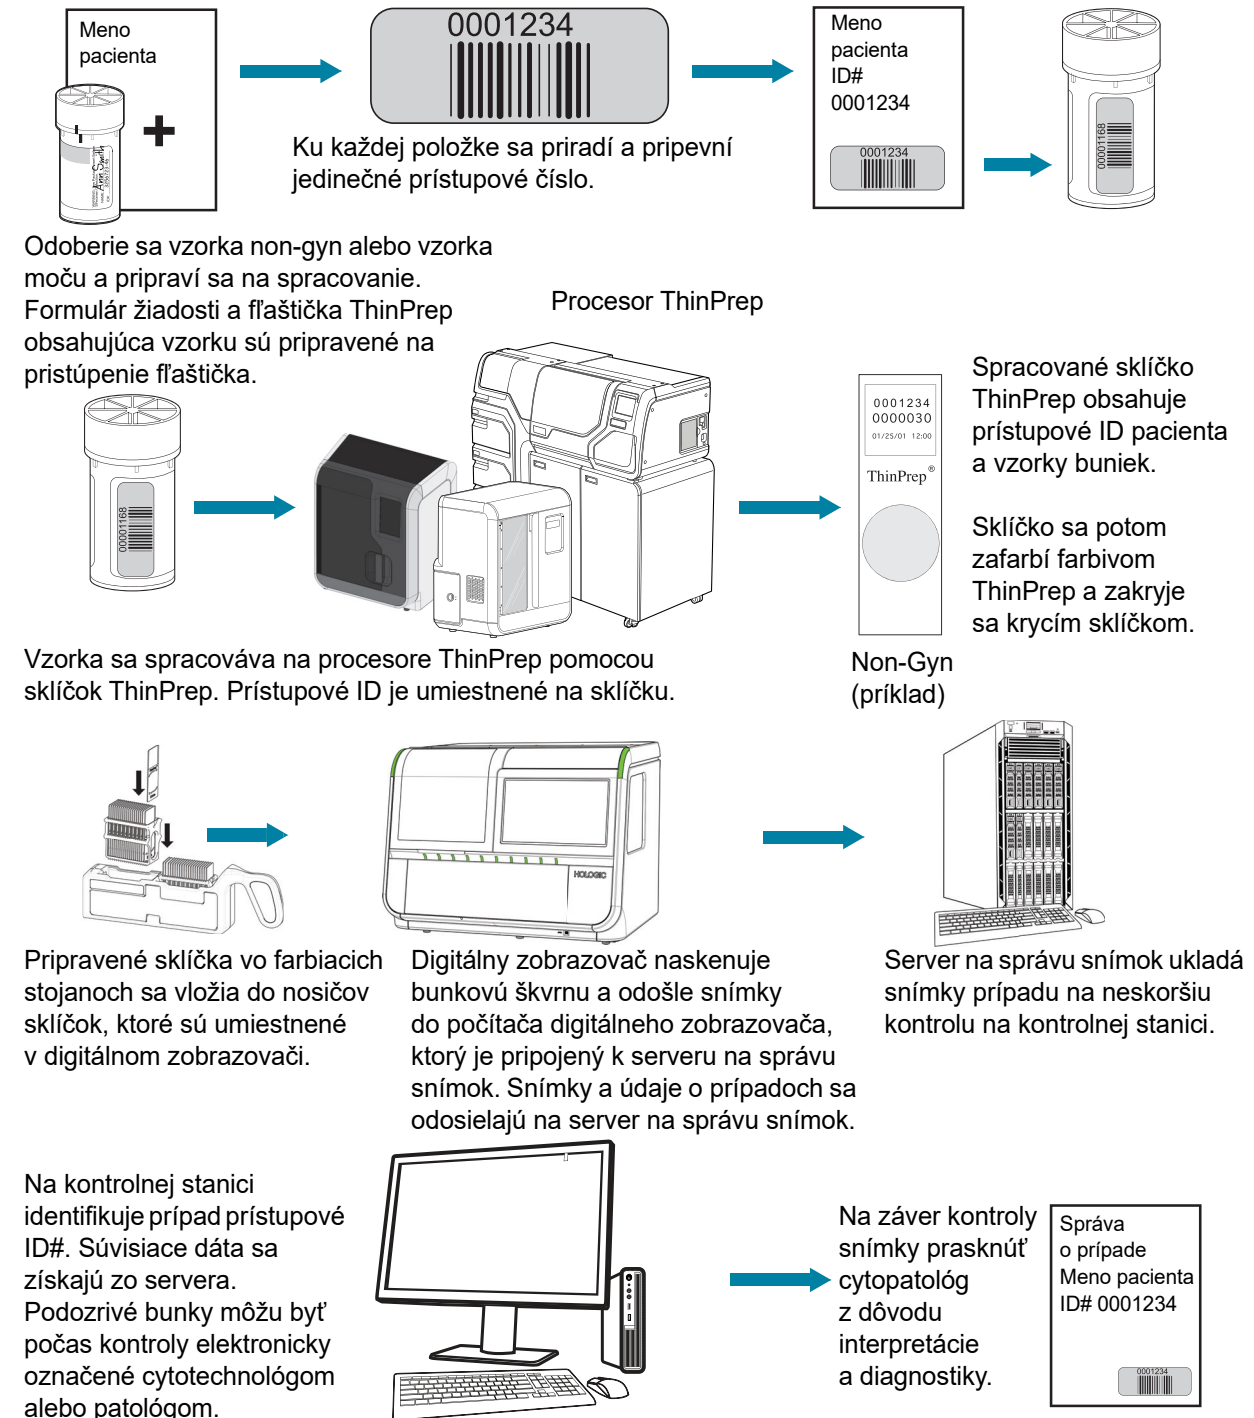 Meno
pacienta
0001234
Meno
pacienta
ID#
0001234
0001234
00001168
Ann Smith
Ku každej položke sa priradí a pripevní
jedinečné prístupové číslo.
Odoberie sa vzorka non-gyn alebo vzorka
moču a pripraví sa na spracovanie.
Formulár žiadosti a fľaštička ThinPrep
obsahujúca vzorku sú pripravené na
pristúpenie fľaštička.
Procesor ThinPrep
00001168
0001234
0000030
01/25/01 12:00
ThinPrep®
Spracované sklíčko
ThinPrep obsahuje
prístupové ID pacienta
a vzorky buniek.
Sklíčko sa potom
zafarbí farbivom
ThinPrep a zakryje
sa krycím sklíčkom.
Vzorka sa spracováva na procesore ThinPrep pomocou
sklíčok ThinPrep. Prístupové ID je umiestnené na sklíčku.
Non-Gyn
(príklad)
HOLOGIC
Pripravené sklíčka vo farbiacich
stojanoch sa vložia do nosičov
sklíčok, ktoré sú umiestnené
v digitálnom zobrazovači.
Digitálny zobrazovač naskenuje
bunkovú škvrnu a odošle snímky
do počítača digitálneho zobrazovača,
ktorý je pripojený k serveru na správu
snímok. Snímky a údaje o prípadoch sa
odosielajú na server na správu snímok.
Server na správu snímok ukladá
snímky prípadu na neskoršiu
kontrolu na kontrolnej stanici.
Na kontrolnej stanici
identifikuje prípad prístupové
ID#. Súvisiace dáta sa
získajú zo servera.
Podozrivé bunky môžu byť
počas kontroly elektronicky
označené cytotechnológom
alebo patológom.
Na záver kontroly
snímky prasknúť
cytopatológ
z dôvodu
interpretácie
a diagnostiky.
Správa
o prípade
Meno pacienta
ID# 0001234
0001234